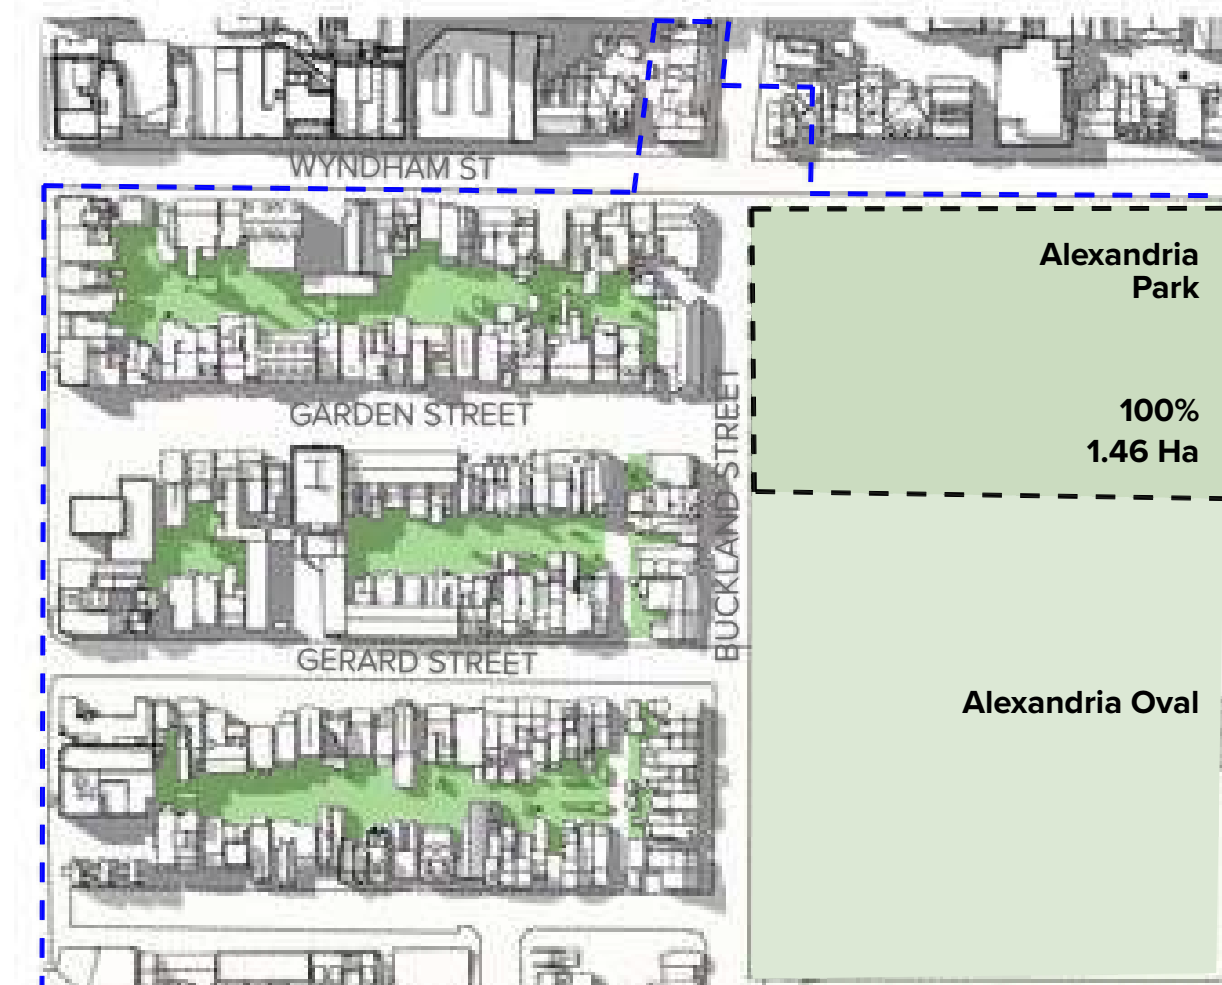 WYNDHAM ST
Alexandria
Park
100%
1.46 Ha
GARDEN STREET
BUCKLAND STREET
GERARD STREET
Alexandria Oval